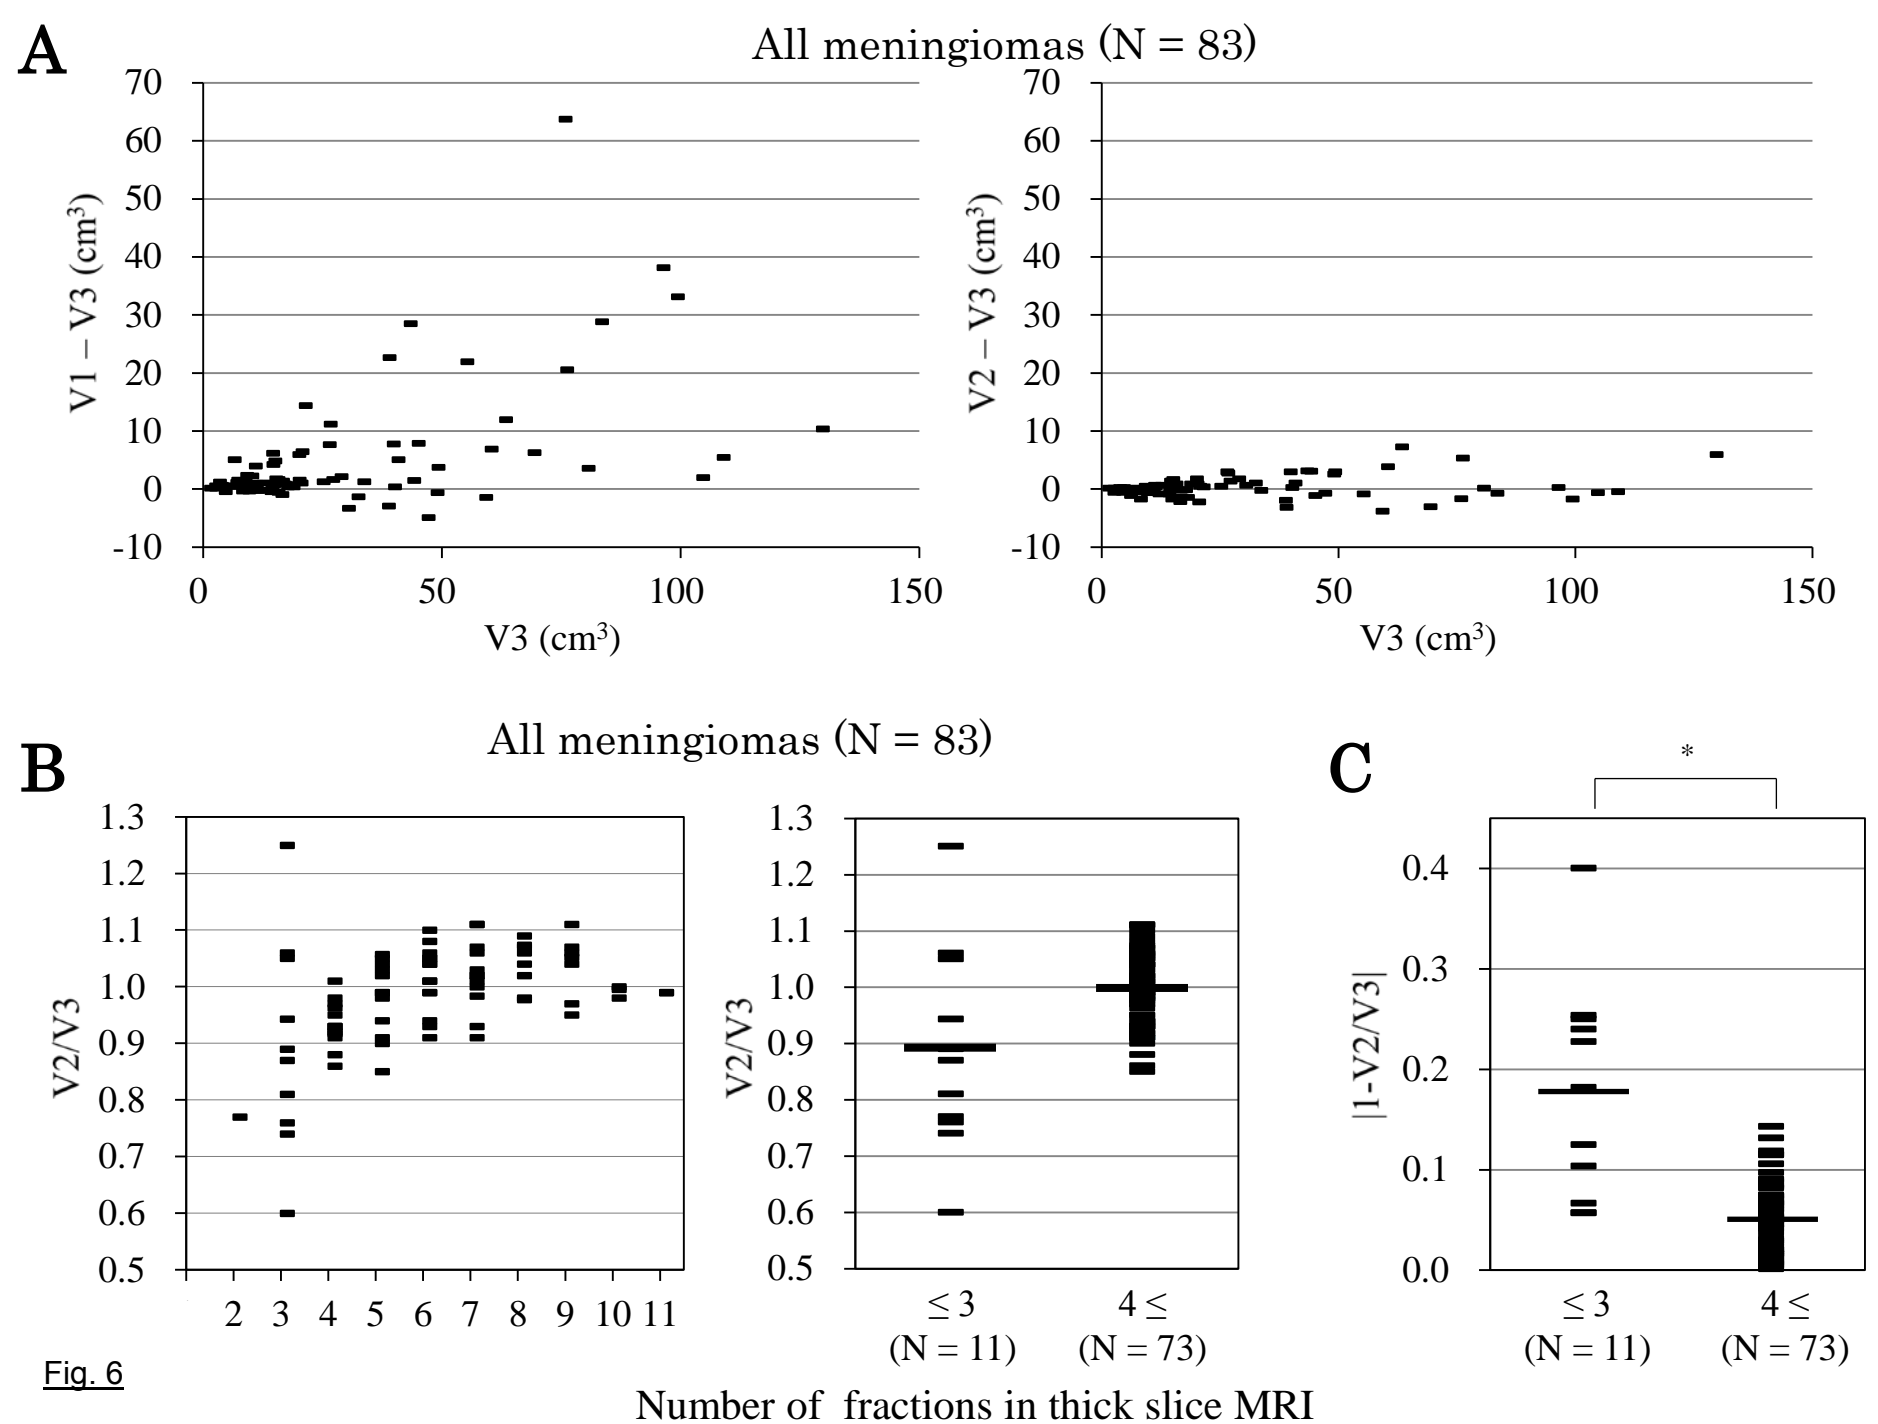 A
All meningiomas (N = 83)
70
60
50
40
30
20
10
0
-10
V1 – V3 (cm³)
0 50 100 150
V3 (cm³)
70
60
50
40
30
20
10
0
-10
V2 – V3 (cm³)
0 50 100 150
V3 (cm³)
B
All meningiomas (N = 83)
1.3
1.2
1.1
1.0
0.9
0.8
0.7
0.6
0.5
V2/V3
2 3 4 5 6 7 8 9 10 11
1.3
1.2
1.1
1.0
0.9
0.8
0.7
0.6
0.5
V2/V3
≤ 3 4 ≤
(N = 11) (N = 73)
C
*
0.4
0.3
0.2
0.1
0.0
|1-V2/V3|
≤ 3 4 ≤
(N = 11) (N = 73)
Number of fractions in thick slice MRI
Fig. 6